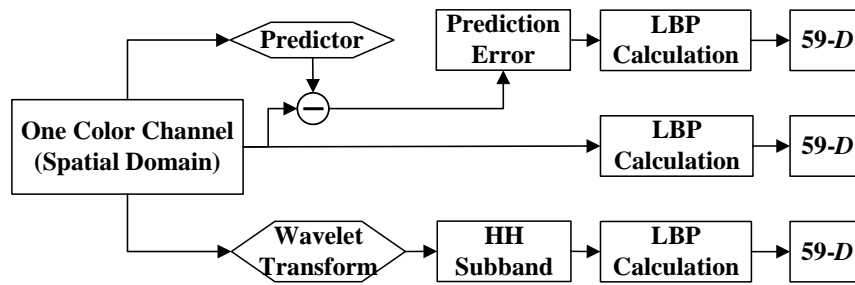 Predictor
Prediction
Error
LBP
Calculation
59-D
One Color Channel
(Spatial Domain)
LBP
Calculation
59-D
Wavelet
Transform
HH
Subband
LBP
Calculation
59-D